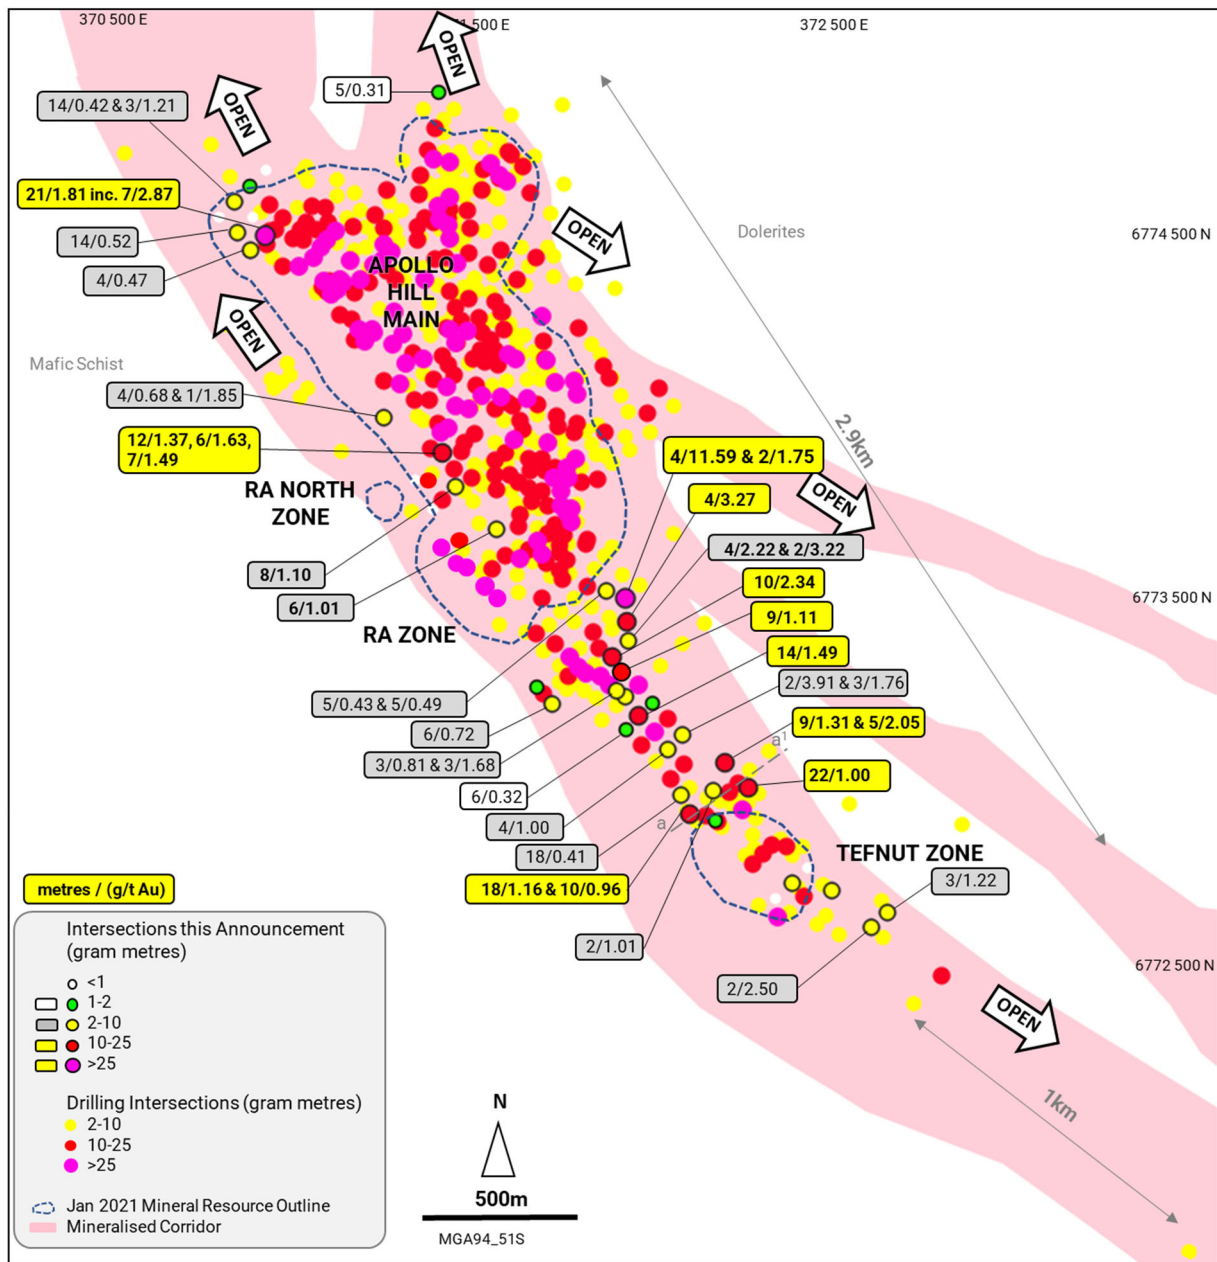 370 500 E
500 E
372 500 E
OPEN
OPEN
5/0.31
14/0.42 & 3/1.21
21/1.81 inc. 7/2.87
14/0.52
4/0.47
OPEN
Dolerites
6774 500 N
APOLLO
HILL
MAIN
OPEN
Mafic Schist
4/0.68 & 1/1.85
12/1.37, 6/1.63,
7/1.49
2.9km
4/11.59 & 2/1.75
RA NORTH
ZONE
4/3.27
OPEN
4/2.22 & 2/3.22
8/1.10
10/2.34
6/1.01
6773 500 N
9/1.11
RA ZONE
14/1.49
2/3.91 & 3/1.76
5/0.43 & 5/0.49
9/1.31 & 5/2.05
6/0.72
a1
3/0.81 & 3/1.68
22/1.00
6/0.32
4/1.00
a
18/0.41
TEFNUT ZONE
3/1.22
18/1.16 & 10/0.96
metres / (g/t Au)
2/1.01
6772 500 N
2/2.50
OPEN
Intersections this Announcement
(gram metres)
<1
1-2
2-10
10-25
>25
Drilling Intersections (gram metres)
2-10
10-25
>25
Jan 2021 Mineral Resource Outline
Mineralised Corridor
1km
N
500m
MGA94_51S